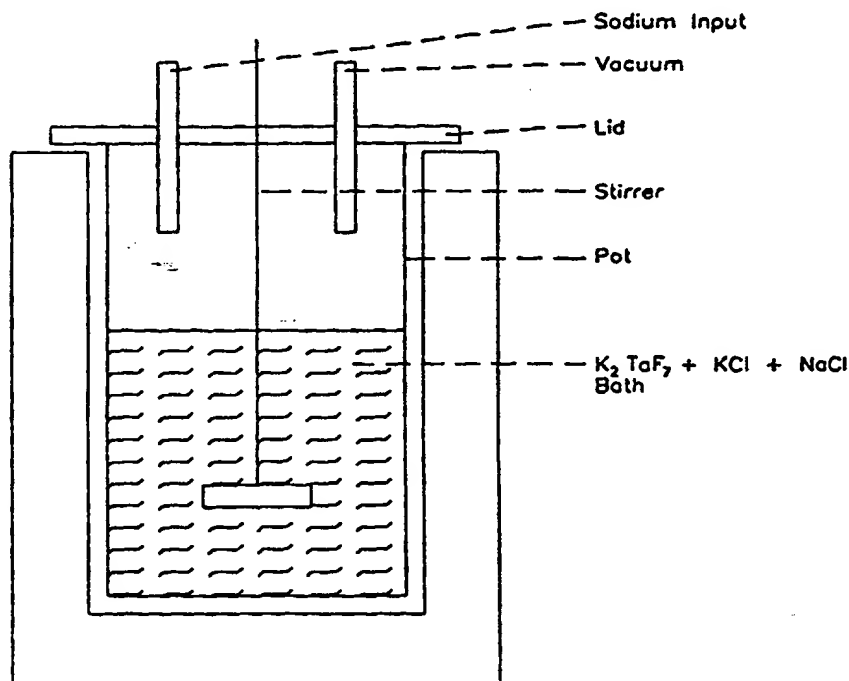 Sodium Input
Vacuum
Lid
Stirrer
Pot
K₂ TaF₇ + KCl + NaCl
Bath